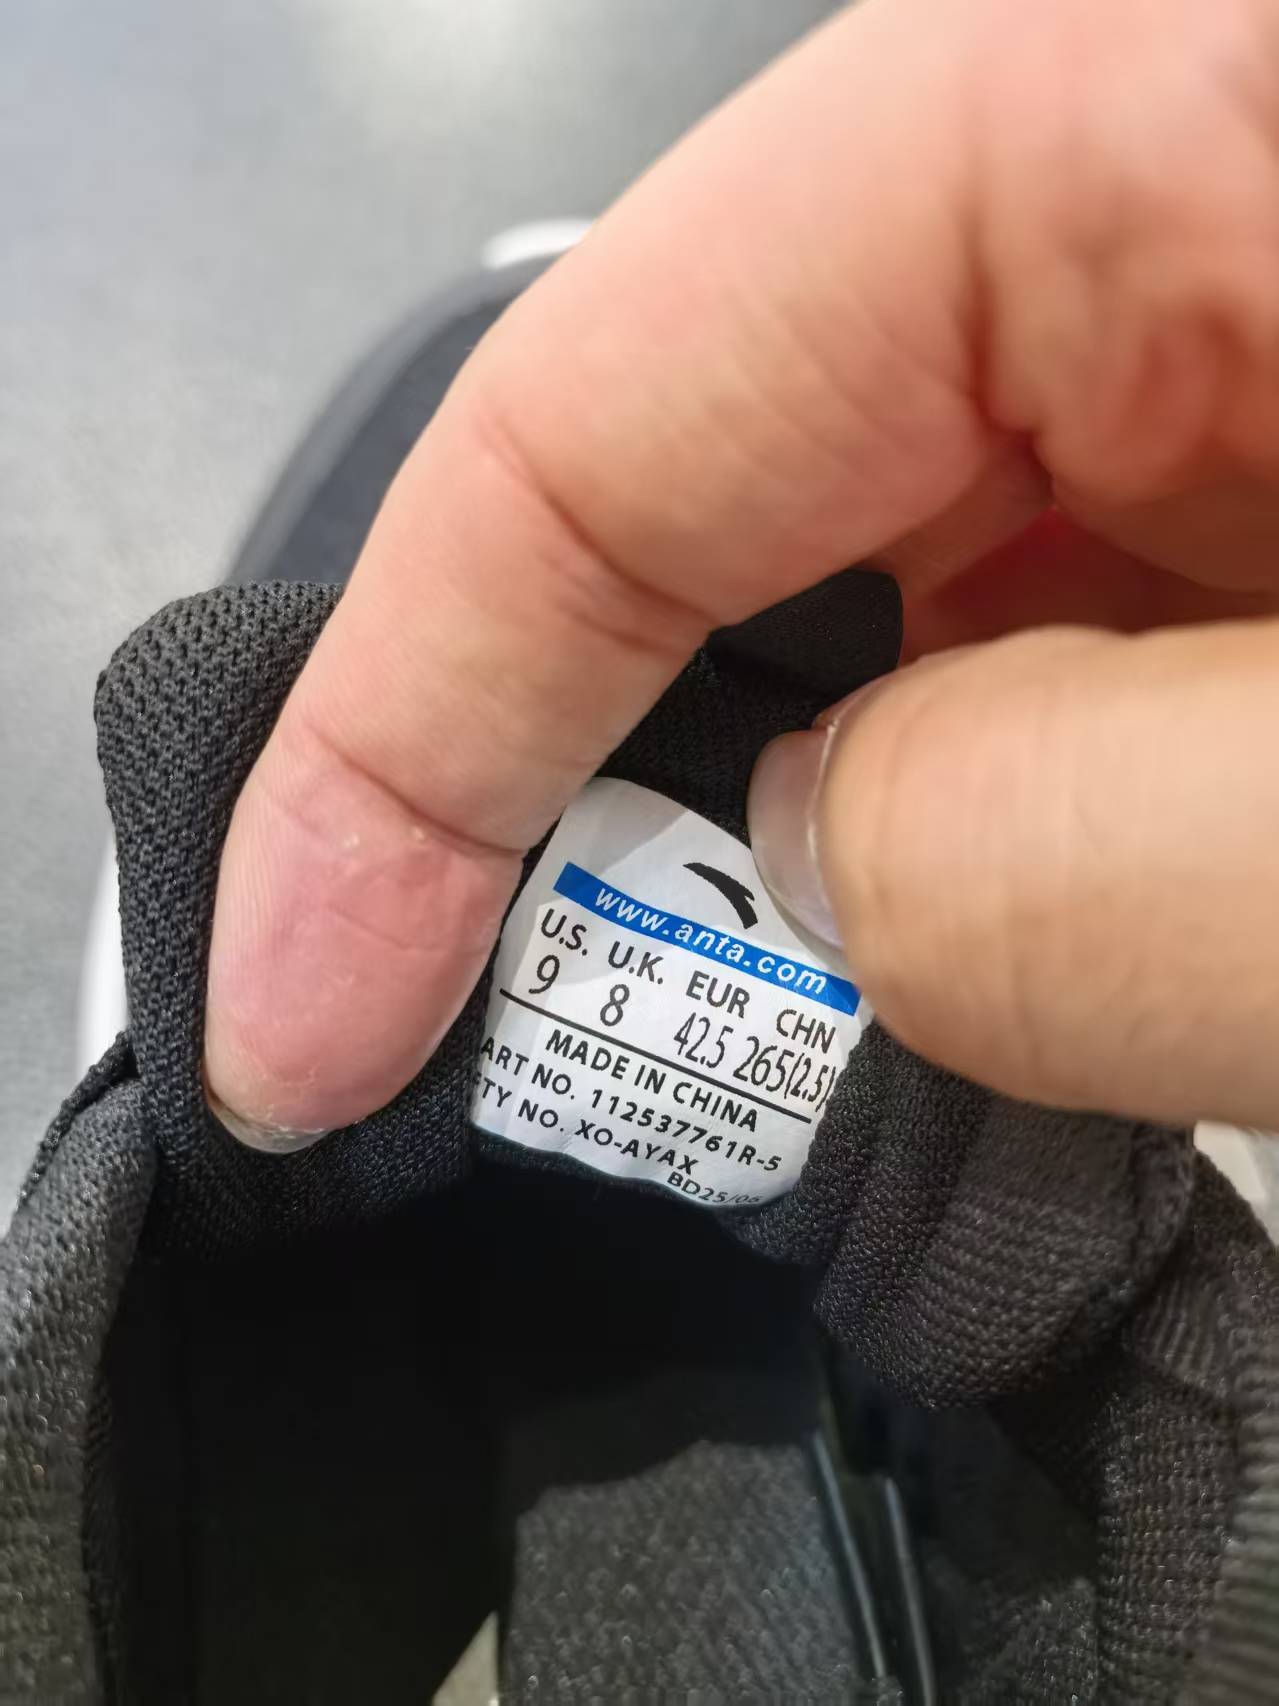 www.anta.com
U.S. U.K. EUR CHN
9 8 42.5 265(2.5)
MADE IN CHINA
ART NO. 112537761R-5
TY NO. XO-AYAX
BD25/06